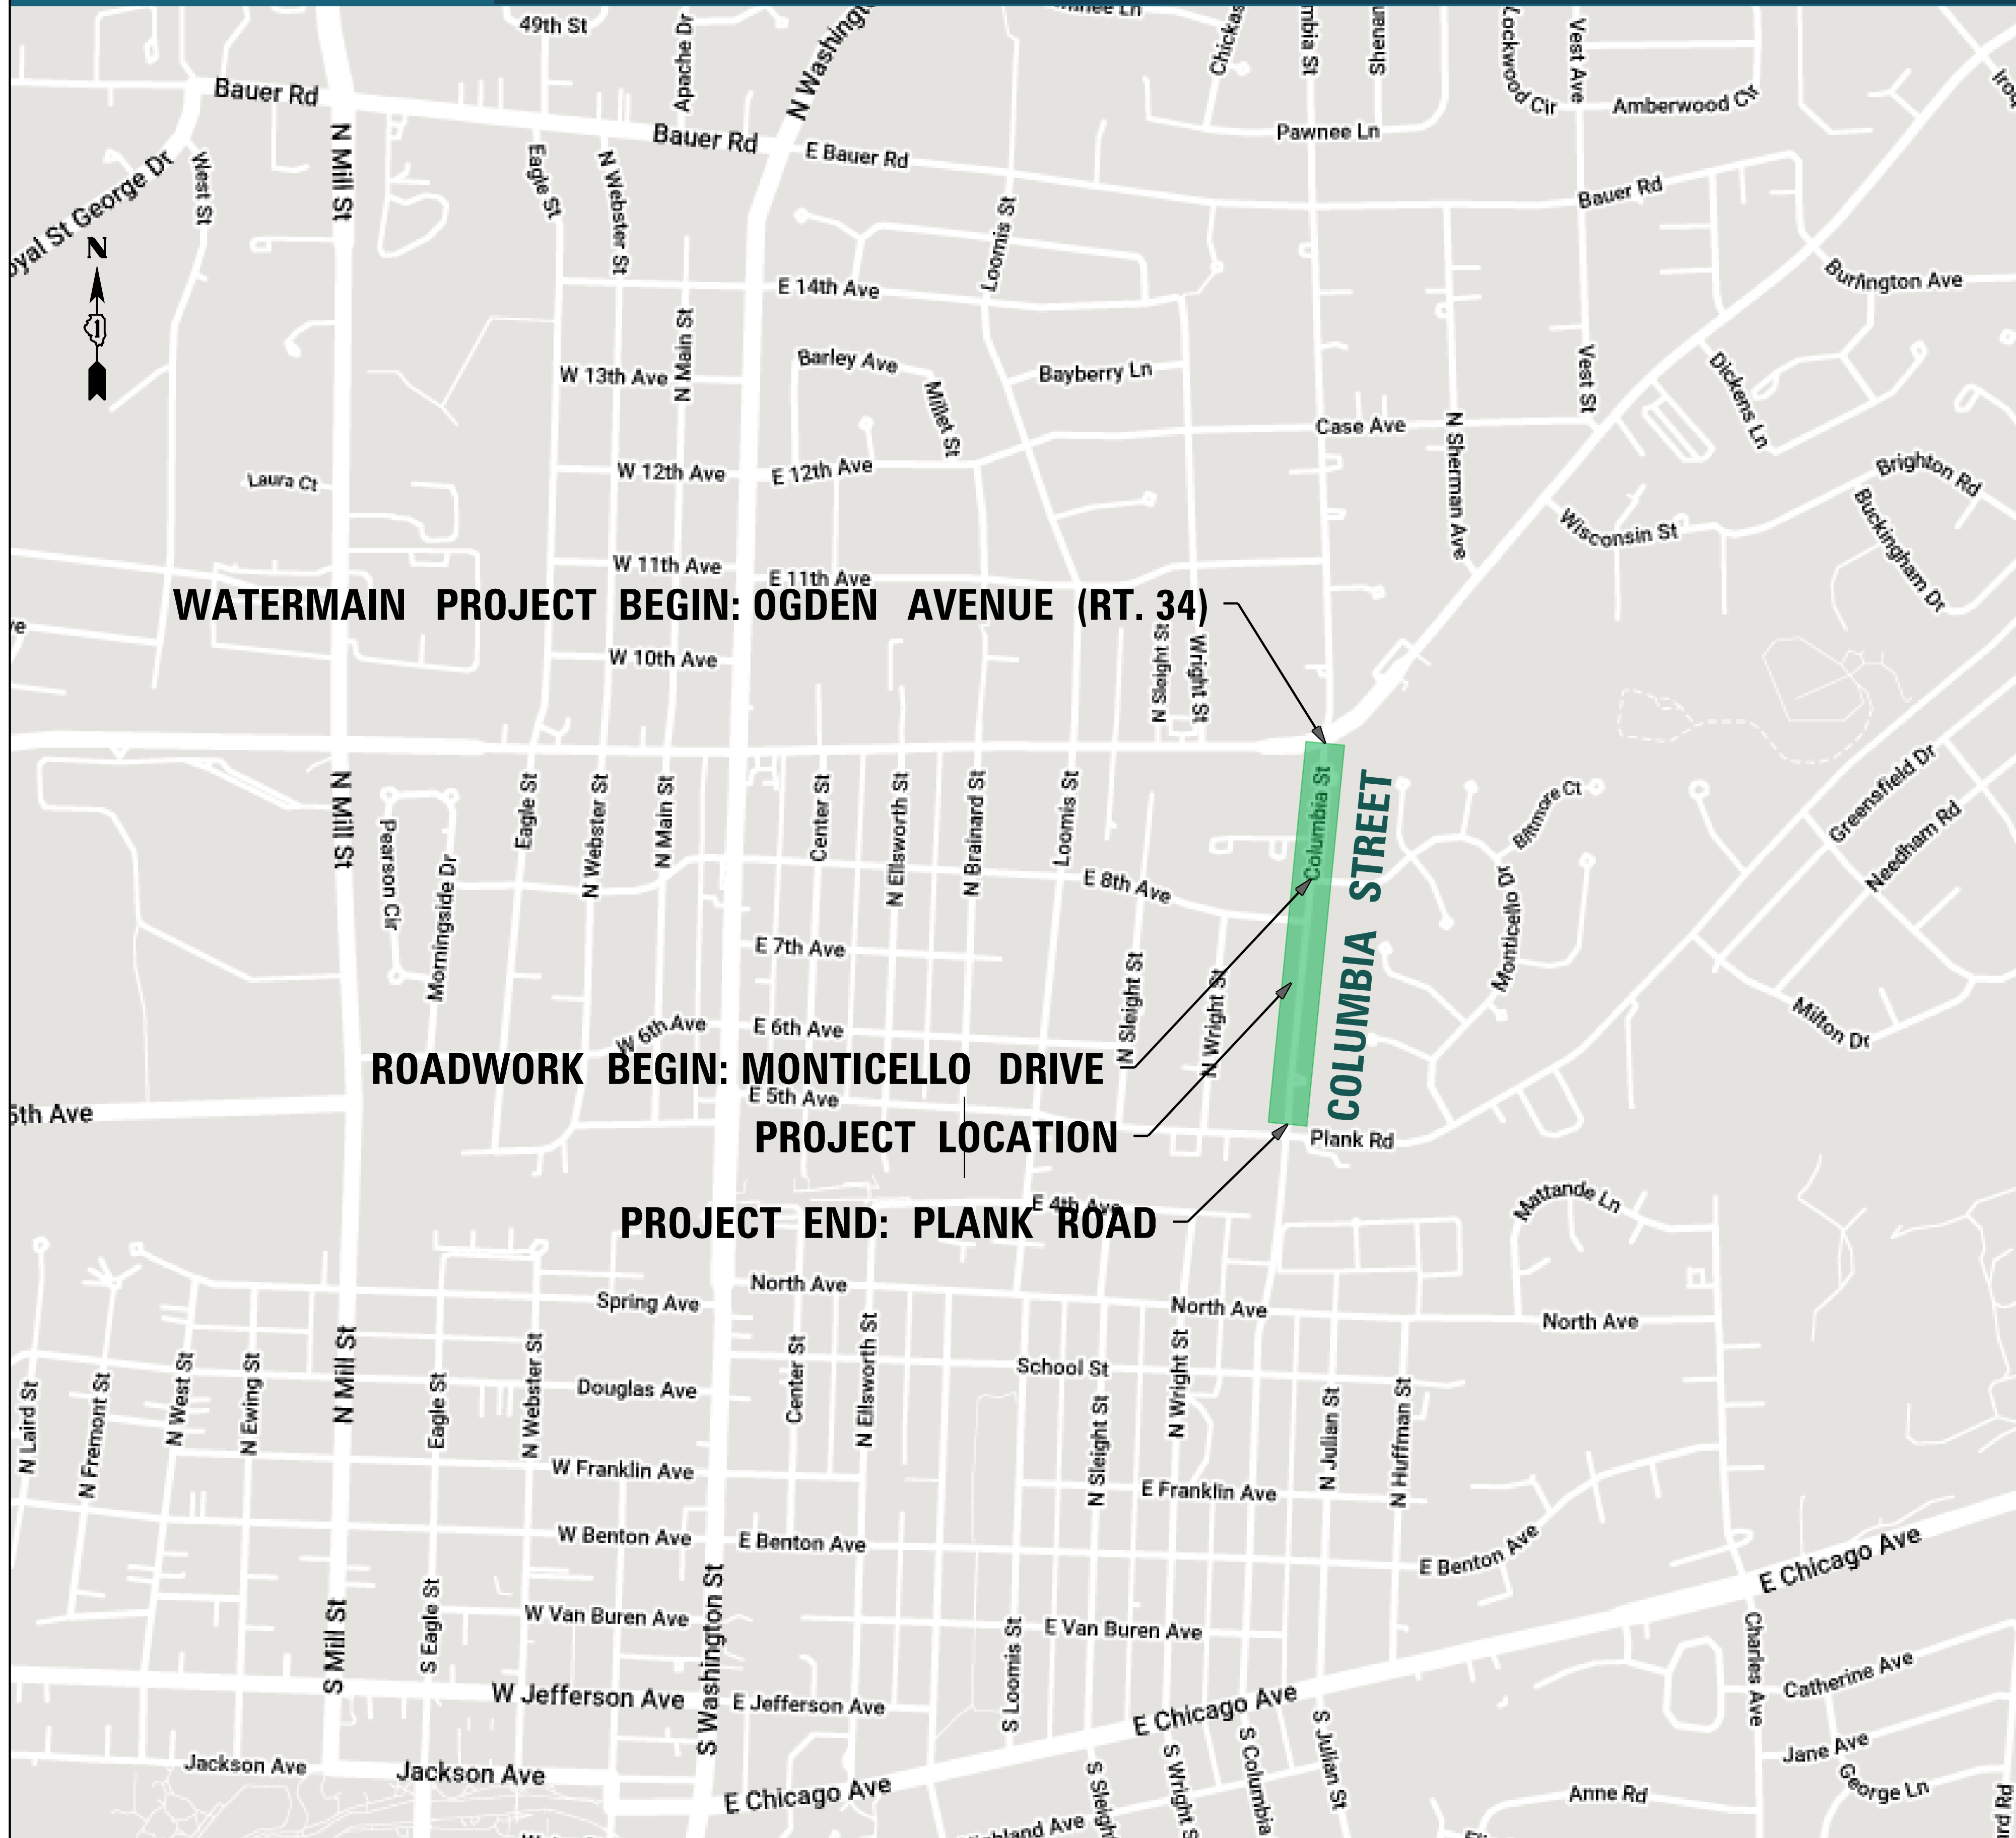 49th St
Apache Dr
Bauer Rd
Bauer Rd
E Bauer Rd
Pawnee Ln
Vest Ave
Amberwood Ct
Bauer Rd
West St
N Mill St
Eagle St
N Webster St
Loomis St
N
1
E 14th Ave
Burlington Ave
N Main St
W 13th Ave
Barley Ave
Millet St
Bayberry Ln
Vest St
Dickens Ln
Case Ave
N Sherman Ave
Laura Ct
W 12th Ave
E 12th Ave
Brighton Rd
Buckingham Dr
Wisconsin St
W 11th Ave
E 11th Ave
WATERMAIN PROJECT BEGIN: OGDEN AVENUE (RT. 34)
W 10th Ave
N Sleight St
Wright St
N Mill St
Pearson Cir
Morningside Dr
Eagle St
N Webster St
N Main St
Center St
N Ellsworth St
N Brainard St
Loomis St
Columbia St
COLUMBIA STREET
Biltmore Ct
Monticello Dr
Greensfield Dr
Needham Rd
E 8th Ave
E 7th Ave
N Sleight St
N Wright St
Milton Dr
W 6th Ave
E 6th Ave
ROADWORK BEGIN: MONTICELLO DRIVE
5th Ave
E 5th Ave
PROJECT LOCATION
Plank Rd
E 4th Ave
PROJECT END: PLANK ROAD
Mattande Ln
North Ave
Spring Ave
North Ave
North Ave
N Laird St
N Fremont St
N West St
N Ewing St
N Mill St
Eagle St
N Webster St
Douglas Ave
Center St
N Ellsworth St
School St
N Sleight St
N Wright St
N Julian St
N Huffman St
W Franklin Ave
E Franklin Ave
W Benton Ave
E Benton Ave
E Benton Ave
E Chicago Ave
S Mill St
S Eagle St
W Van Buren Ave
S Washington St
S Loomis St
E Van Buren Ave
Charles Ave
Catherine Ave
W Jefferson Ave
E Jefferson Ave
E Chicago Ave
Jackson Ave
Jackson Ave
E Chicago Ave
S Wright S
S Columbia
S Julian St
Jane Ave
George Ln
Anne Rd